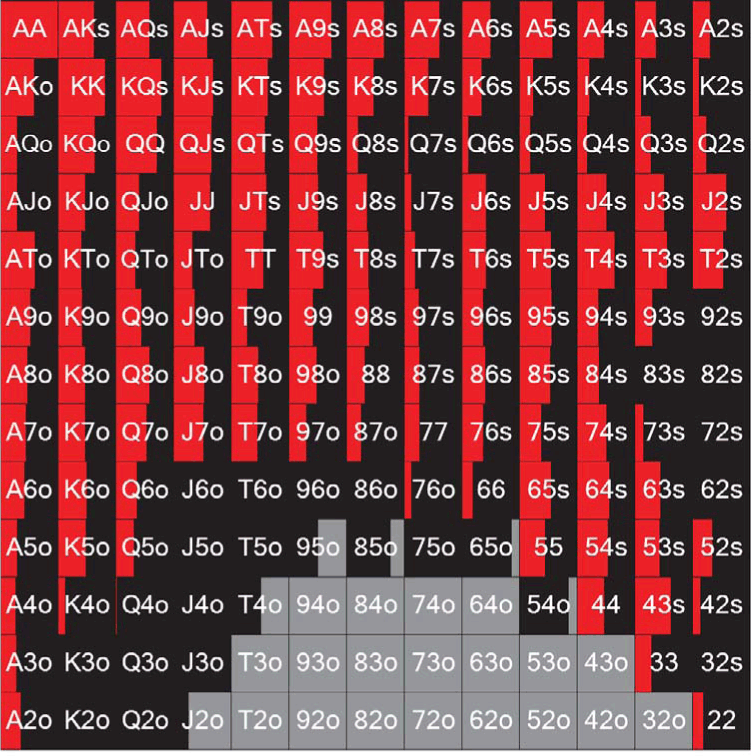 AA AKs AQs AJs ATs A9s A8s A7s A6s A5s A4s A3s A2s
AKo KK KQs KJs KTs K9s K8s K7s K6s K5s K4s K3s K2s
AQo KQo QQ QJs QTs Q9s Q8s Q7s Q6s Q5s Q4s Q3s Q2s
AJo KJo QJo JJ JTs J9s J8s J7s J6s J5s J4s J3s J2s
ATo KTo QTo JTo TT T9s T8s T7s T6s T5s T4s T3s T2s
A9o K9o Q9o J9o T9o 99 98s 97s 96s 95s 94s 93s 92s
A8o K8o Q8o J8o T8o 98o 88 87s 86s 85s 84s 83s 82s
A7o K7o Q7o J7o T7o 97o 87o 77 76s 75s 74s 73s 72s
A6o K6o Q6o J6o T6o 96o 86o 76o 66 65s 64s 63s 62s
A5o K5o Q5o J5o T5o 95o 85o 75o 65o 55 54s 53s 52s
A4o K4o Q4o J4o T4o 94o 84o 74o 64o 54o 44 43s 42s
A3o K3o Q3o J3o T3o 93o 83o 73o 63o 53o 43o 33 32s
A2o K2o Q2o J2o T2o 92o 82o 72o 62o 52o 42o 32o 22